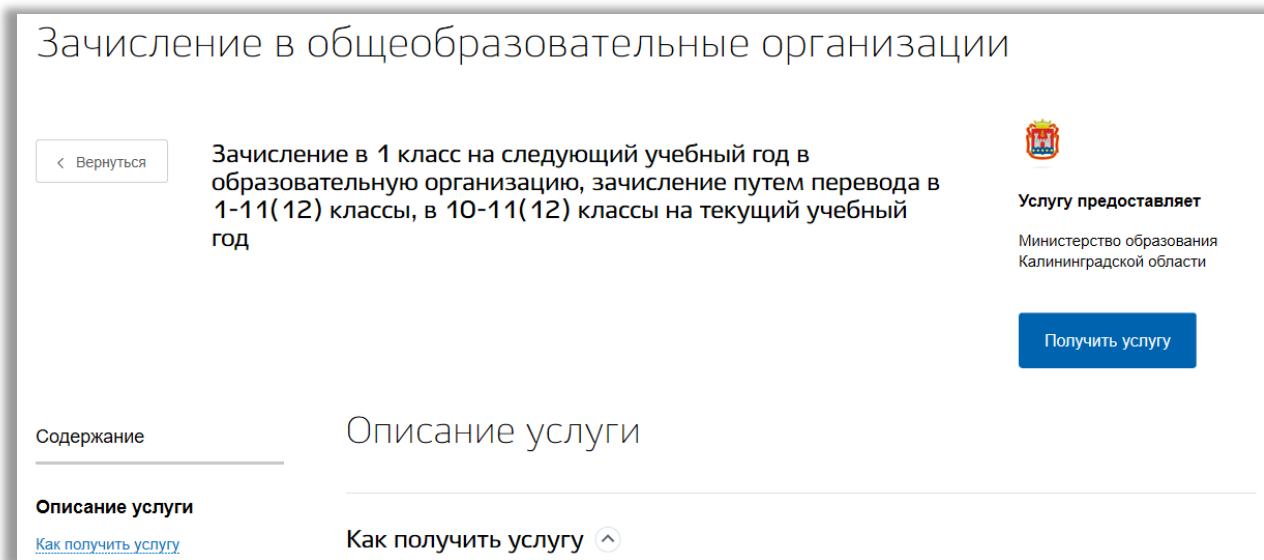 Зачисление в общеобразовательные организации
Вернуться
Зачисление в 1 класс на следующий учебный год в
образовательную организацию, зачисление путем перевода в
1-11(12) классы, в 10-11(12) классы на текущий учебный
год
Услугу предоставляет
Министерство образования
Калининградской области
Получить услугу
Содержание
Описание услуги
Как получить услугу
Описание услуги
Как получить услугу